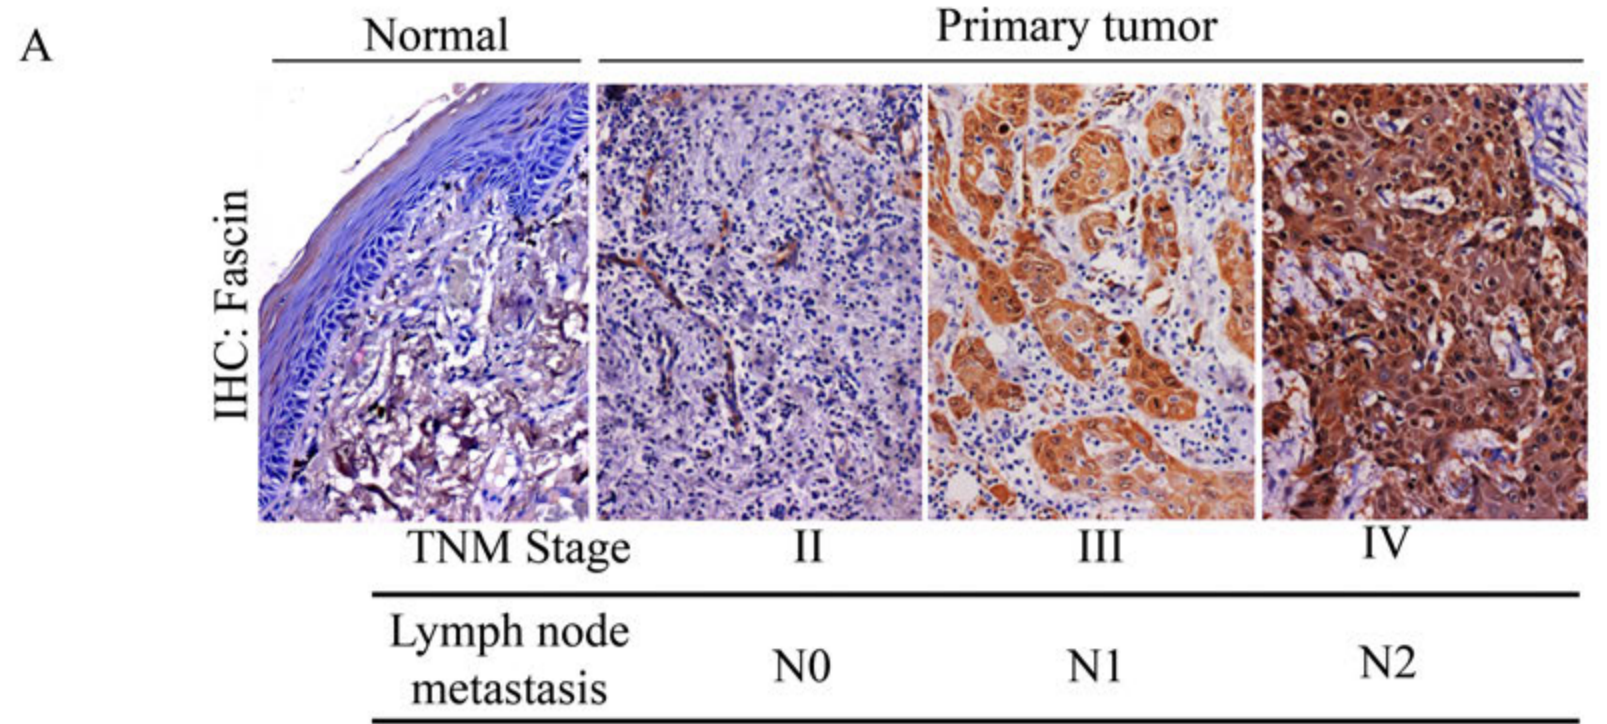 A
Normal
Primary tumor
IHC: Fascin
TNM Stage II III IV
Lymph node
metastasis N0 N1 N2